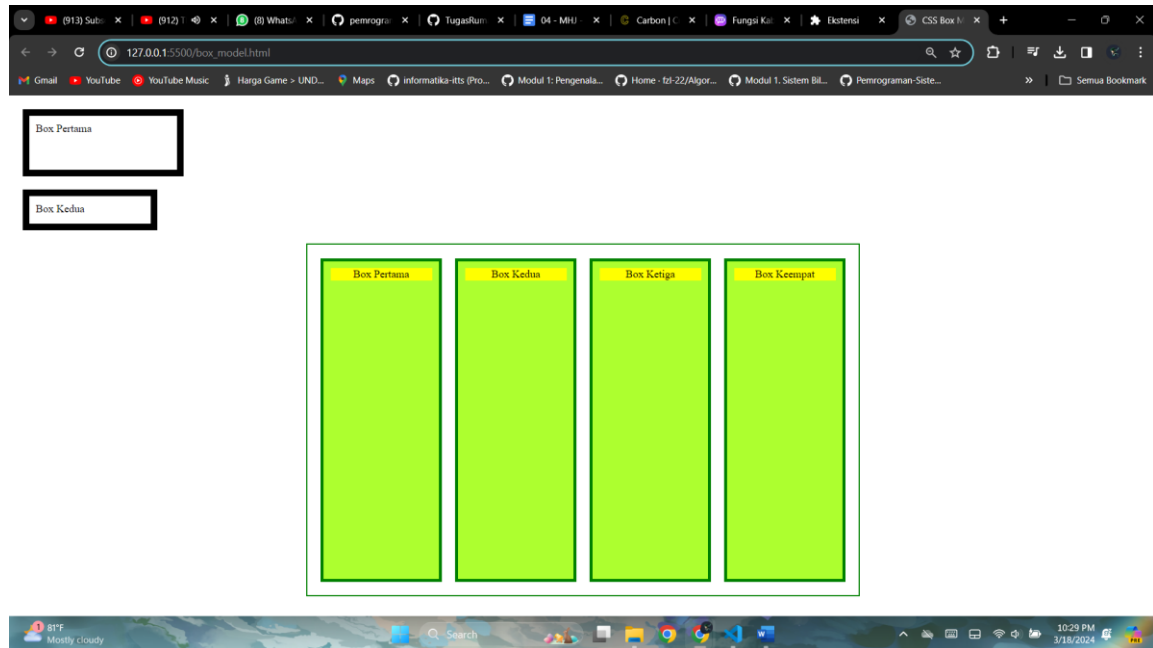 (913) Subs
(912) T
(8) WhatsA
pemrogran
TugasRum
04 - MHJ -
Carbon | C
Fungsi Kat
Ekstensi
CSS Box M
127.0.0.1:5500/box_model.html
Gmail
YouTube
YouTube Music
Harga Game > UND...
Maps
informatika-itts (Pro...
Modul 1: Pengenala...
Home - fzl-22/Algor...
Modul 1. Sistem Bil...
Pemrograman-Siste...
»
Semua Bookmark
Box Pertama
Box Kedua
Box Pertama
Box Kedua
Box Ketiga
Box Keempat
1
81°F
Mostly cloudy
Search
10:29 PM
3/18/2024